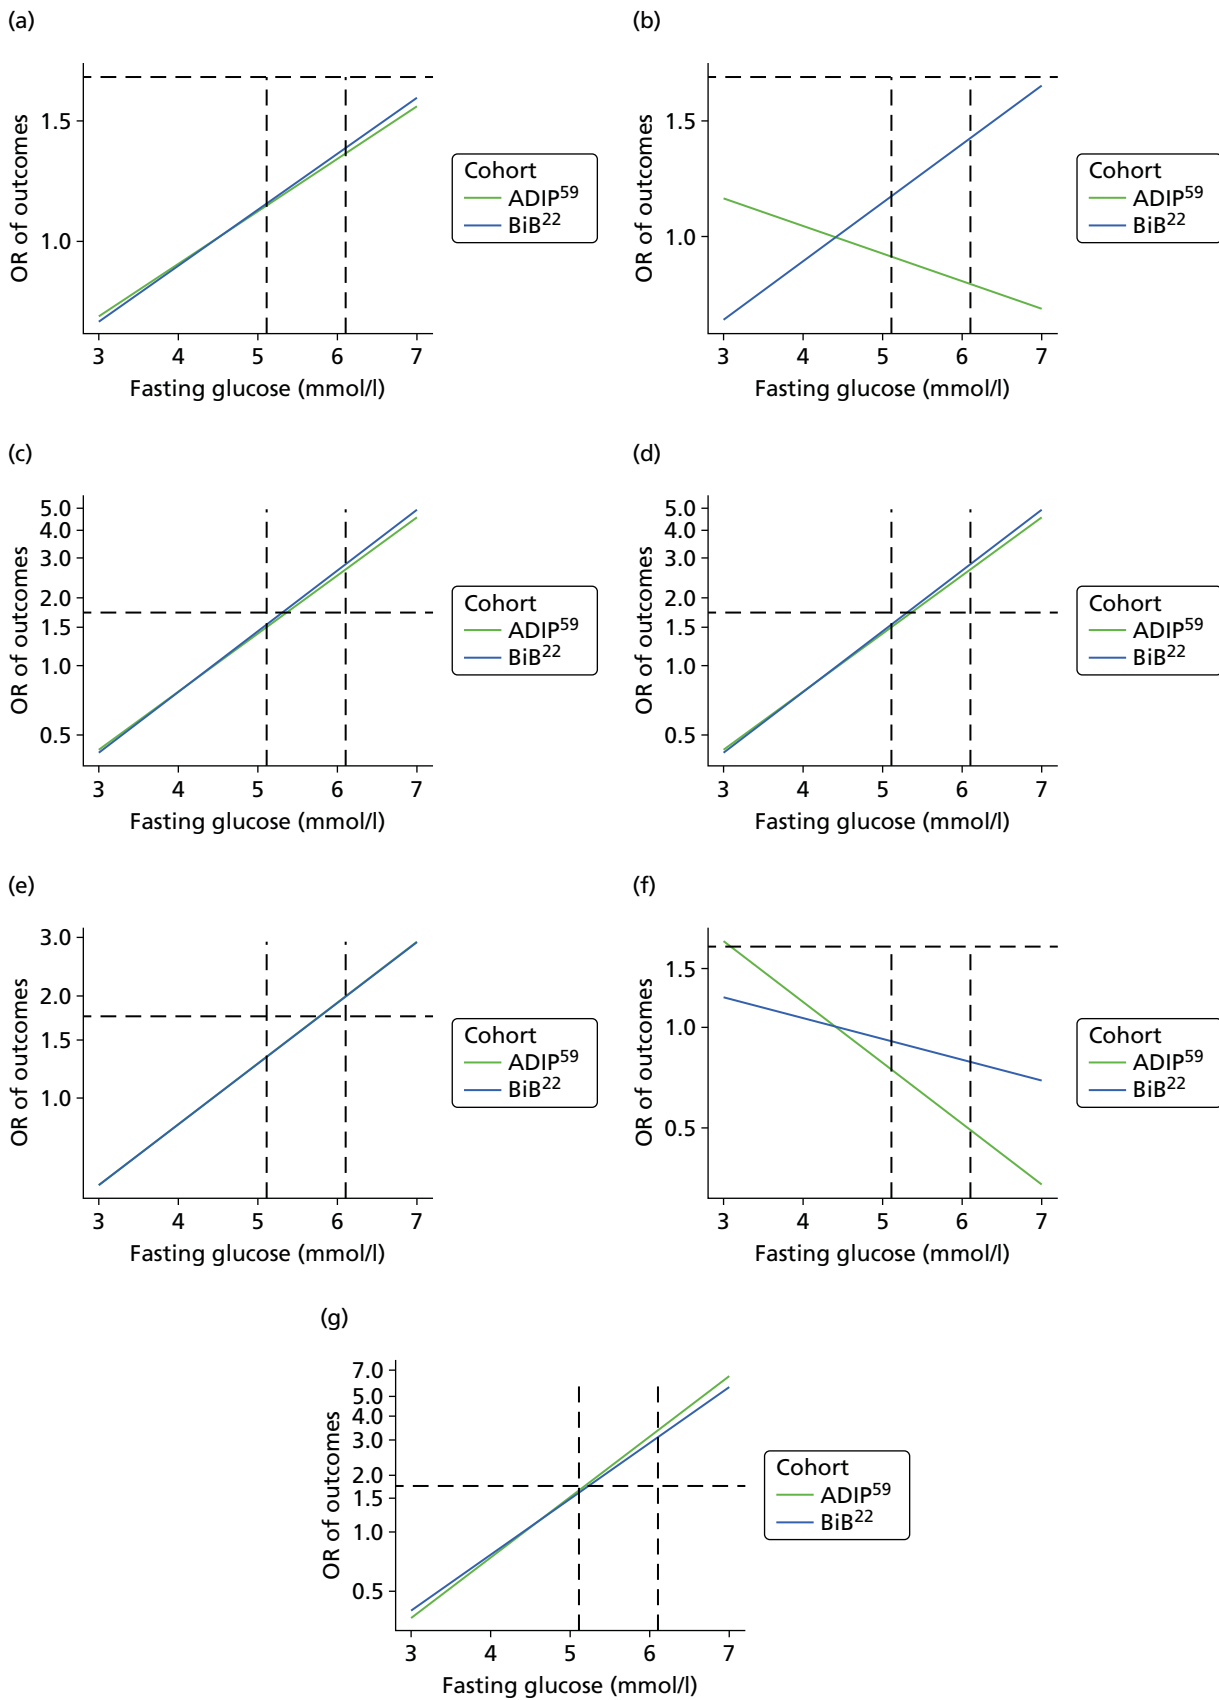 (a)
OR of outcomes
1.5
1.0
3 4 5 6 7
Fasting glucose (mmol/l)
Cohort
ADIP59
BiB22
(b)
OR of outcomes
1.5
1.0
3 4 5 6 7
Fasting glucose (mmol/l)
Cohort
ADIP59
BiB22
(c)
OR of outcomes
5.0
4.0
3.0
2.0
1.5
1.0
0.5
3 4 5 6 7
Fasting glucose (mmol/l)
Cohort
ADIP59
BiB22
(d)
OR of outcomes
5.0
4.0
3.0
2.0
1.5
1.0
0.5
3 4 5 6 7
Fasting glucose (mmol/l)
Cohort
ADIP59
BiB22
(e)
OR of outcomes
3.0
2.0
1.5
1.0
3 4 5 6 7
Fasting glucose (mmol/l)
Cohort
ADIP59
BiB22
(f)
OR of outcomes
1.5
1.0
0.5
3 4 5 6 7
Fasting glucose (mmol/l)
Cohort
ADIP59
BiB22
(g)
OR of outcomes
7.0
5.0
4.0
3.0
2.0
1.5
1.0
0.5
3 4 5 6 7
Fasting glucose (mmol/l)
Cohort
ADIP59
BiB22